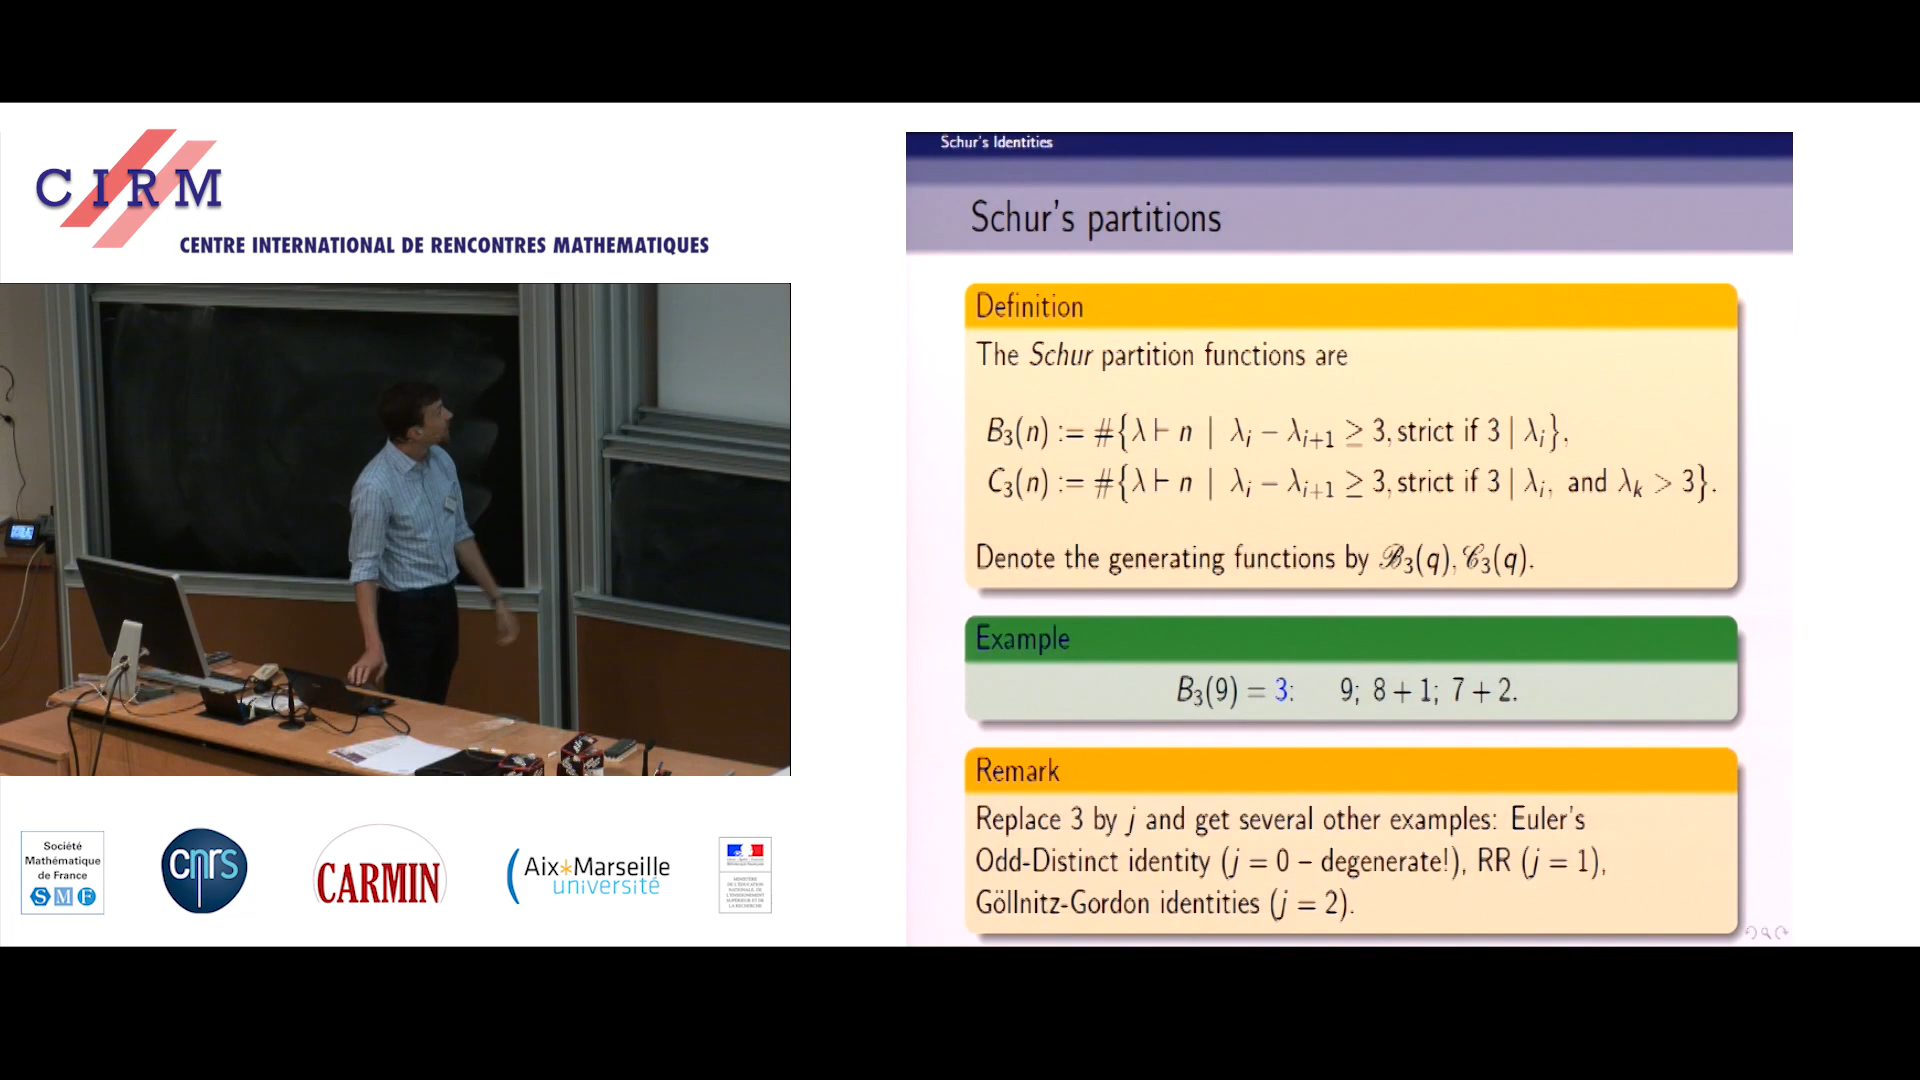 CIRM
CENTRE INTERNATIONAL DE RENCONTRES MATHEMATIQUES
Société
Mathématique
de France
SMF
cnrs
CARMIN
Aix*Marseille
université
Schur's Identities
Schur's partitions
Definition
The Schur partition functions are
B₃(n) := #{λ ⊢ n | λᵢ − λᵢ₊₁ ≥ 3, strict if 3 | λᵢ},
C₃(n) := #{λ ⊢ n | λᵢ − λᵢ₊₁ ≥ 3, strict if 3 | λᵢ, and λₖ > 3}.
Denote the generating functions by ℬ₃(q), 𝒞₃(q).
Example
B₃(9) = 3: 9; 8 + 1; 7 + 2.
Remark
Replace 3 by j and get several other examples: Euler's
Odd-Distinct identity (j = 0 – degenerate!), RR (j = 1),
Göllnitz-Gordon identities (j = 2).